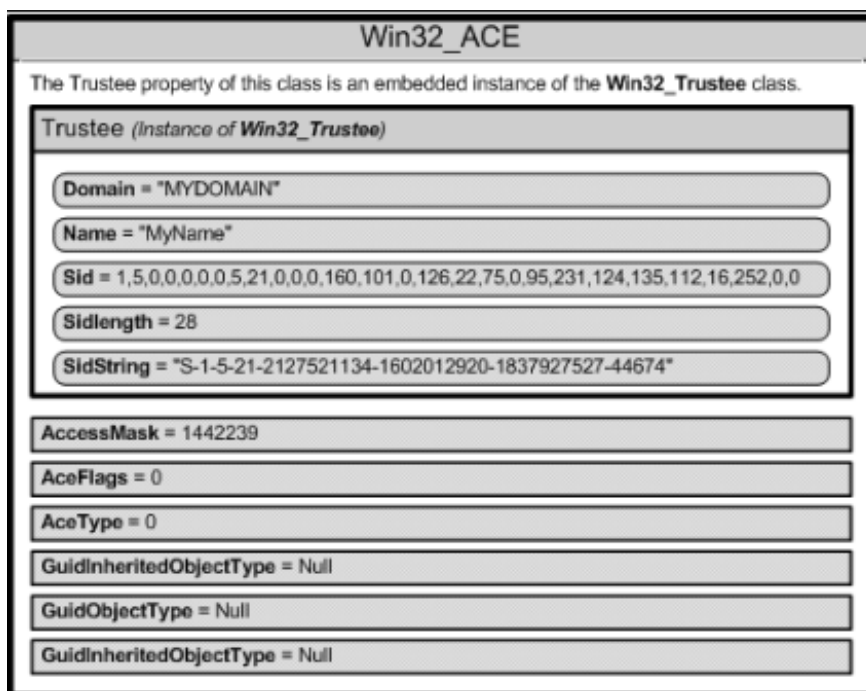 Win32_ACE
The Trustee property of this class is an embedded instance of the Win32_Trustee class.
Trustee (Instance of Win32_Trustee)
Domain = "MYDOMAIN"
Name = "MyName"
Sid = 1,5,0,0,0,0,0,5,21,0,0,0,160,101,0,126,22,75,0,95,231,124,135,112,16,252,0,0
Sidlength = 28
SidString = "S-1-5-21-2127521134-1602012920-1837927527-44674"
AccessMask = 1442239
AceFlags = 0
AceType = 0
GuidInheritedObjectType = Null
GuidObjectType = Null
GuidInheritedObjectType = Null